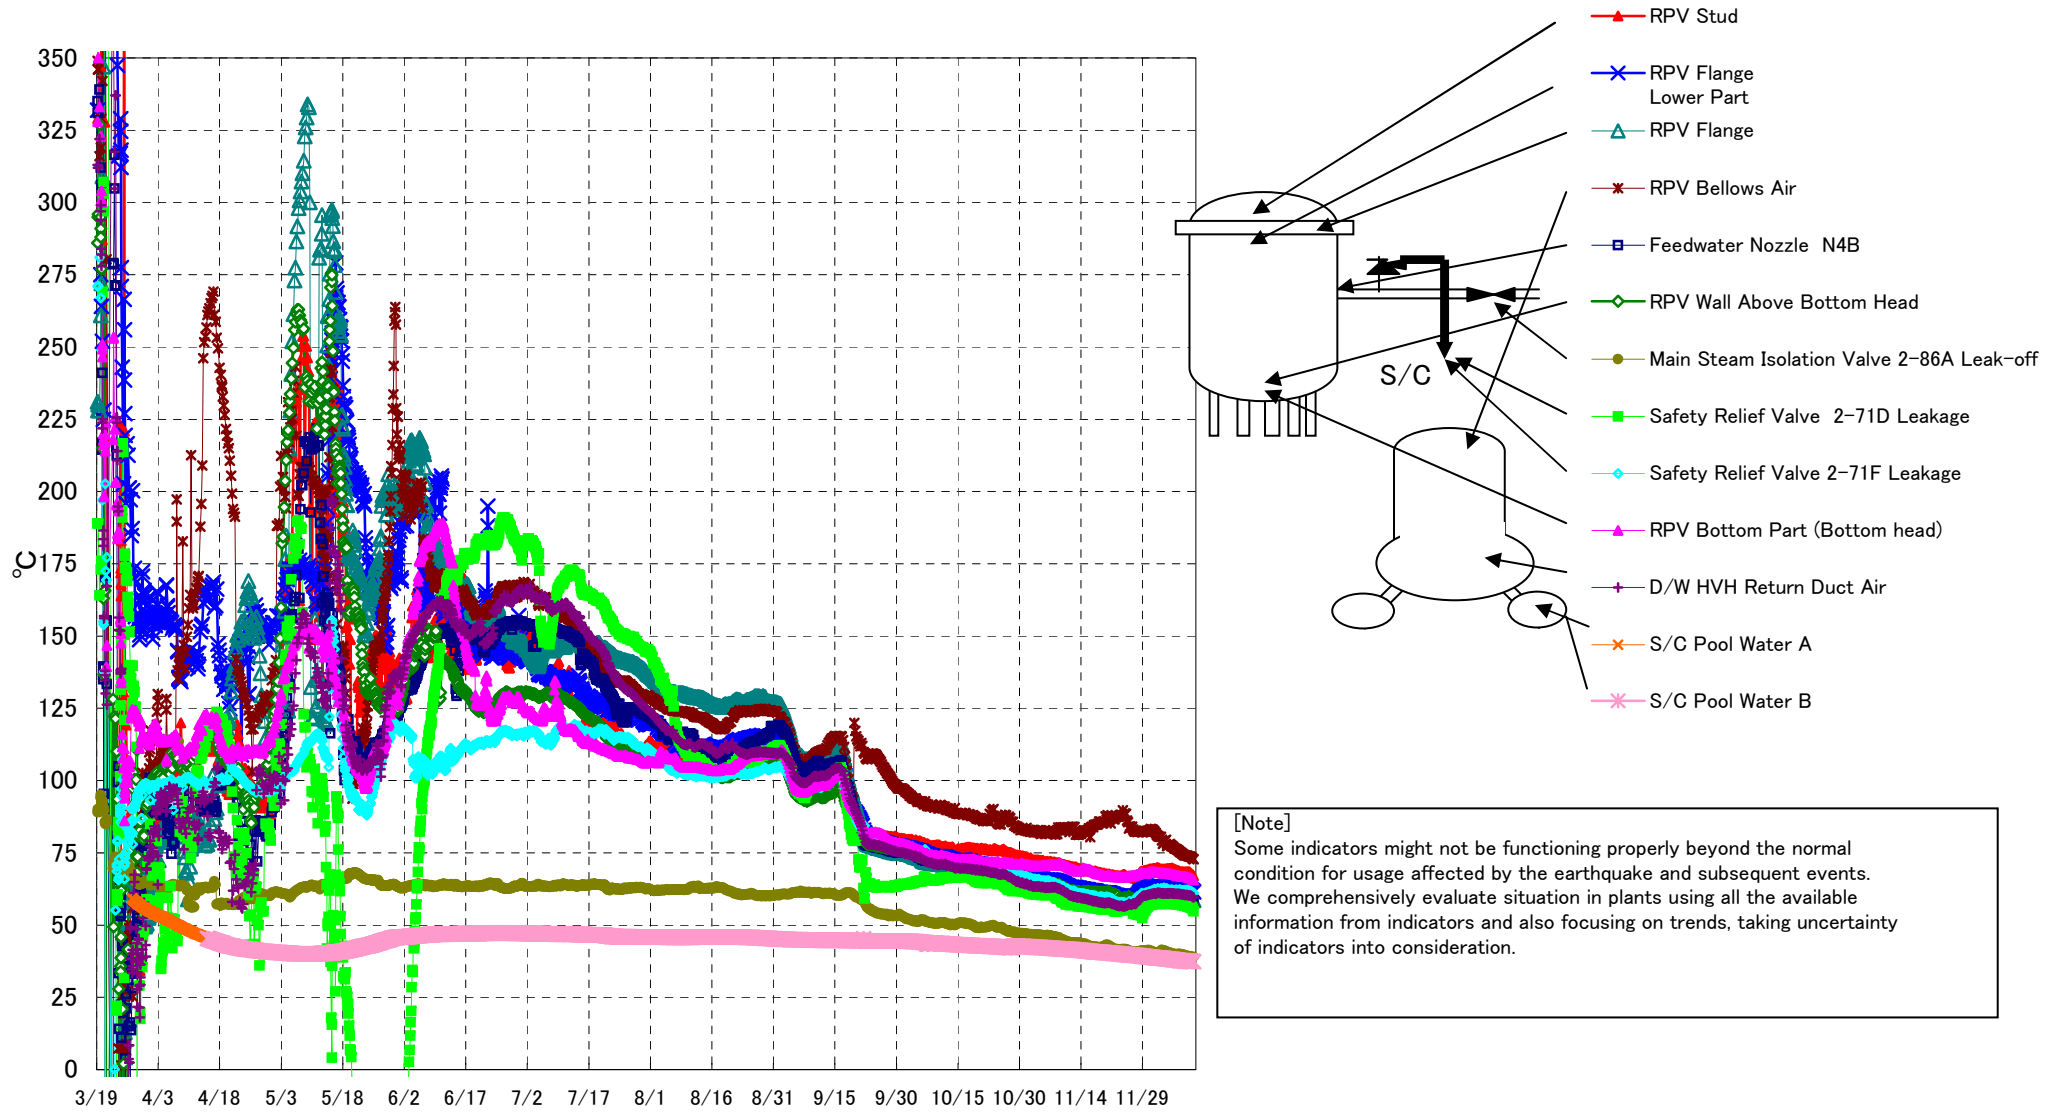 RPV Stud
RPV Flange
Lower Part
RPV Flange
RPV Bellows Air
Feedwater Nozzle N4B
RPV Wall Above Bottom Head
Main Steam Isolation Valve 2-86A Leak-off
Safety Relief Valve 2-71D Leakage
Safety Relief Valve 2-71F Leakage
RPV Bottom Part (Bottom head)
D/W HVH Return Duct Air
S/C Pool Water A
S/C Pool Water B
S/C
℃
350
325
300
275
250
225
200
175
150
125
100
75
50
25
0
3/19 4/3 4/18 5/3 5/18 6/2 6/17 7/2 7/17 8/1 8/16 8/31 9/15 9/30 10/15 10/30 11/14 11/29
[Note]
Some indicators might not be functioning properly beyond the normal
condition for usage affected by the earthquake and subsequent events.
We comprehensively evaluate situation in plants using all the available
information from indicators and also focusing on trends, taking uncertainty
of indicators into consideration.